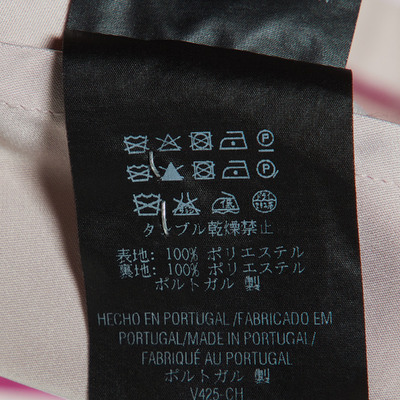 P
P
タンブル乾燥禁止
表地: 100% ポリエステル
裏地: 100% ポリエステル
ポルトガル 製
HECHO EN PORTUGAL /FABRICADO EM
PORTUGAL/MADE IN PORTUGAL/
FABRIQUÉ AU PORTUGAL
ポルトガル 製
V425-CH